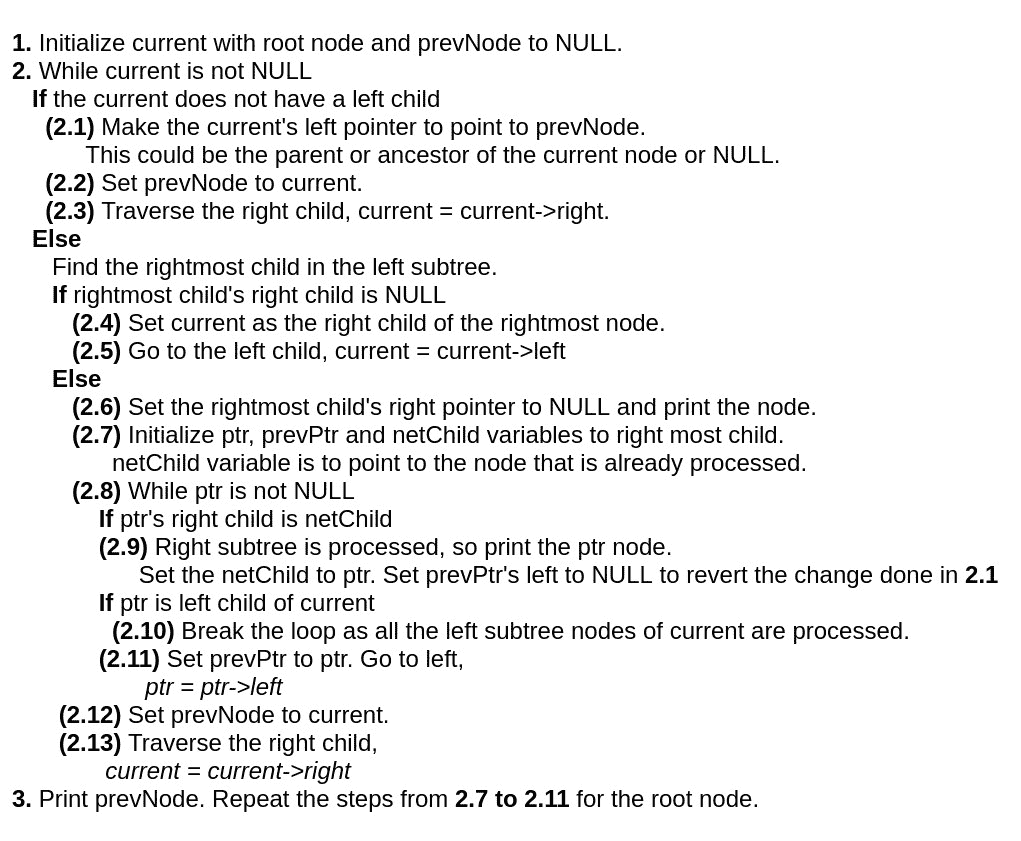 1. Initialize current with root node and prevNode to NULL.
2. While current is not NULL
If the current does not have a left child
(2.1) Make the current's left pointer to point to prevNode.
This could be the parent or ancestor of the current node or NULL.
(2.2) Set prevNode to current.
(2.3) Traverse the right child, current = current->right.
Else
Find the rightmost child in the left subtree.
If rightmost child's right child is NULL
(2.4) Set current as the right child of the rightmost node.
(2.5) Go to the left child, current = current->left
Else
(2.6) Set the rightmost child's right pointer to NULL and print the node.
(2.7) Initialize ptr, prevPtr and netChild variables to right most child.
netChild variable is to point to the node that is already processed.
(2.8) While ptr is not NULL
If ptr's right child is netChild
(2.9) Right subtree is processed, so print the ptr node.
Set the netChild to ptr. Set prevPtr's left to NULL to revert the change done in 2.1
If ptr is left child of current
(2.10) Break the loop as all the left subtree nodes of current are processed.
(2.11) Set prevPtr to ptr. Go to left,
ptr = ptr->left
(2.12) Set prevNode to current.
(2.13) Traverse the right child,
current = current->right
3. Print prevNode. Repeat the steps from 2.7 to 2.11 for the root node.